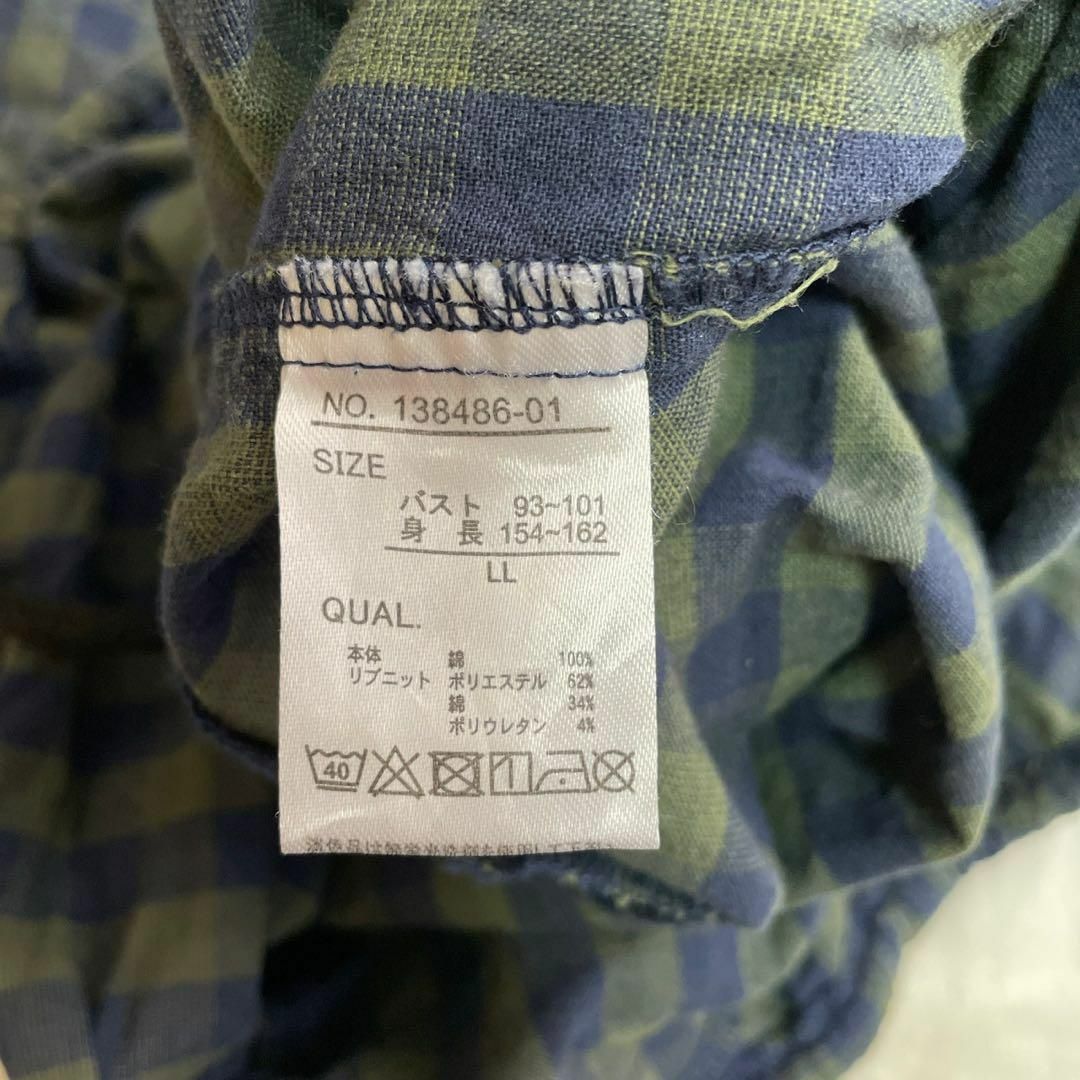 NO. 138486-01
SIZE
バスト 93~101
身 長 154~162
LL
QUAL.
本体 綿 100%
リブニット ポリエステル 62%
綿 34%
ポリウレタン 4%
40